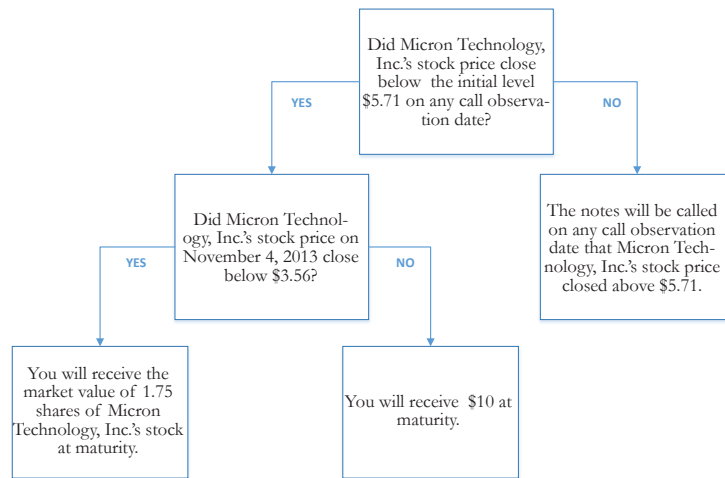 Did Micron Technology,
Inc.'s stock price close
below the initial level
$5.71 on any call observa-
tion date?
YES
NO
Did Micron Technol-
ogy, Inc.'s stock price on
November 4, 2013 close
below $3.56?
The notes will be called
on any call observation
date that Micron Tech-
nology, Inc.'s stock price
closed above $5.71.
YES
NO
You will receive the
market value of 1.75
shares of Micron
Technology, Inc.'s stock
at maturity.
You will receive $10 at
maturity.